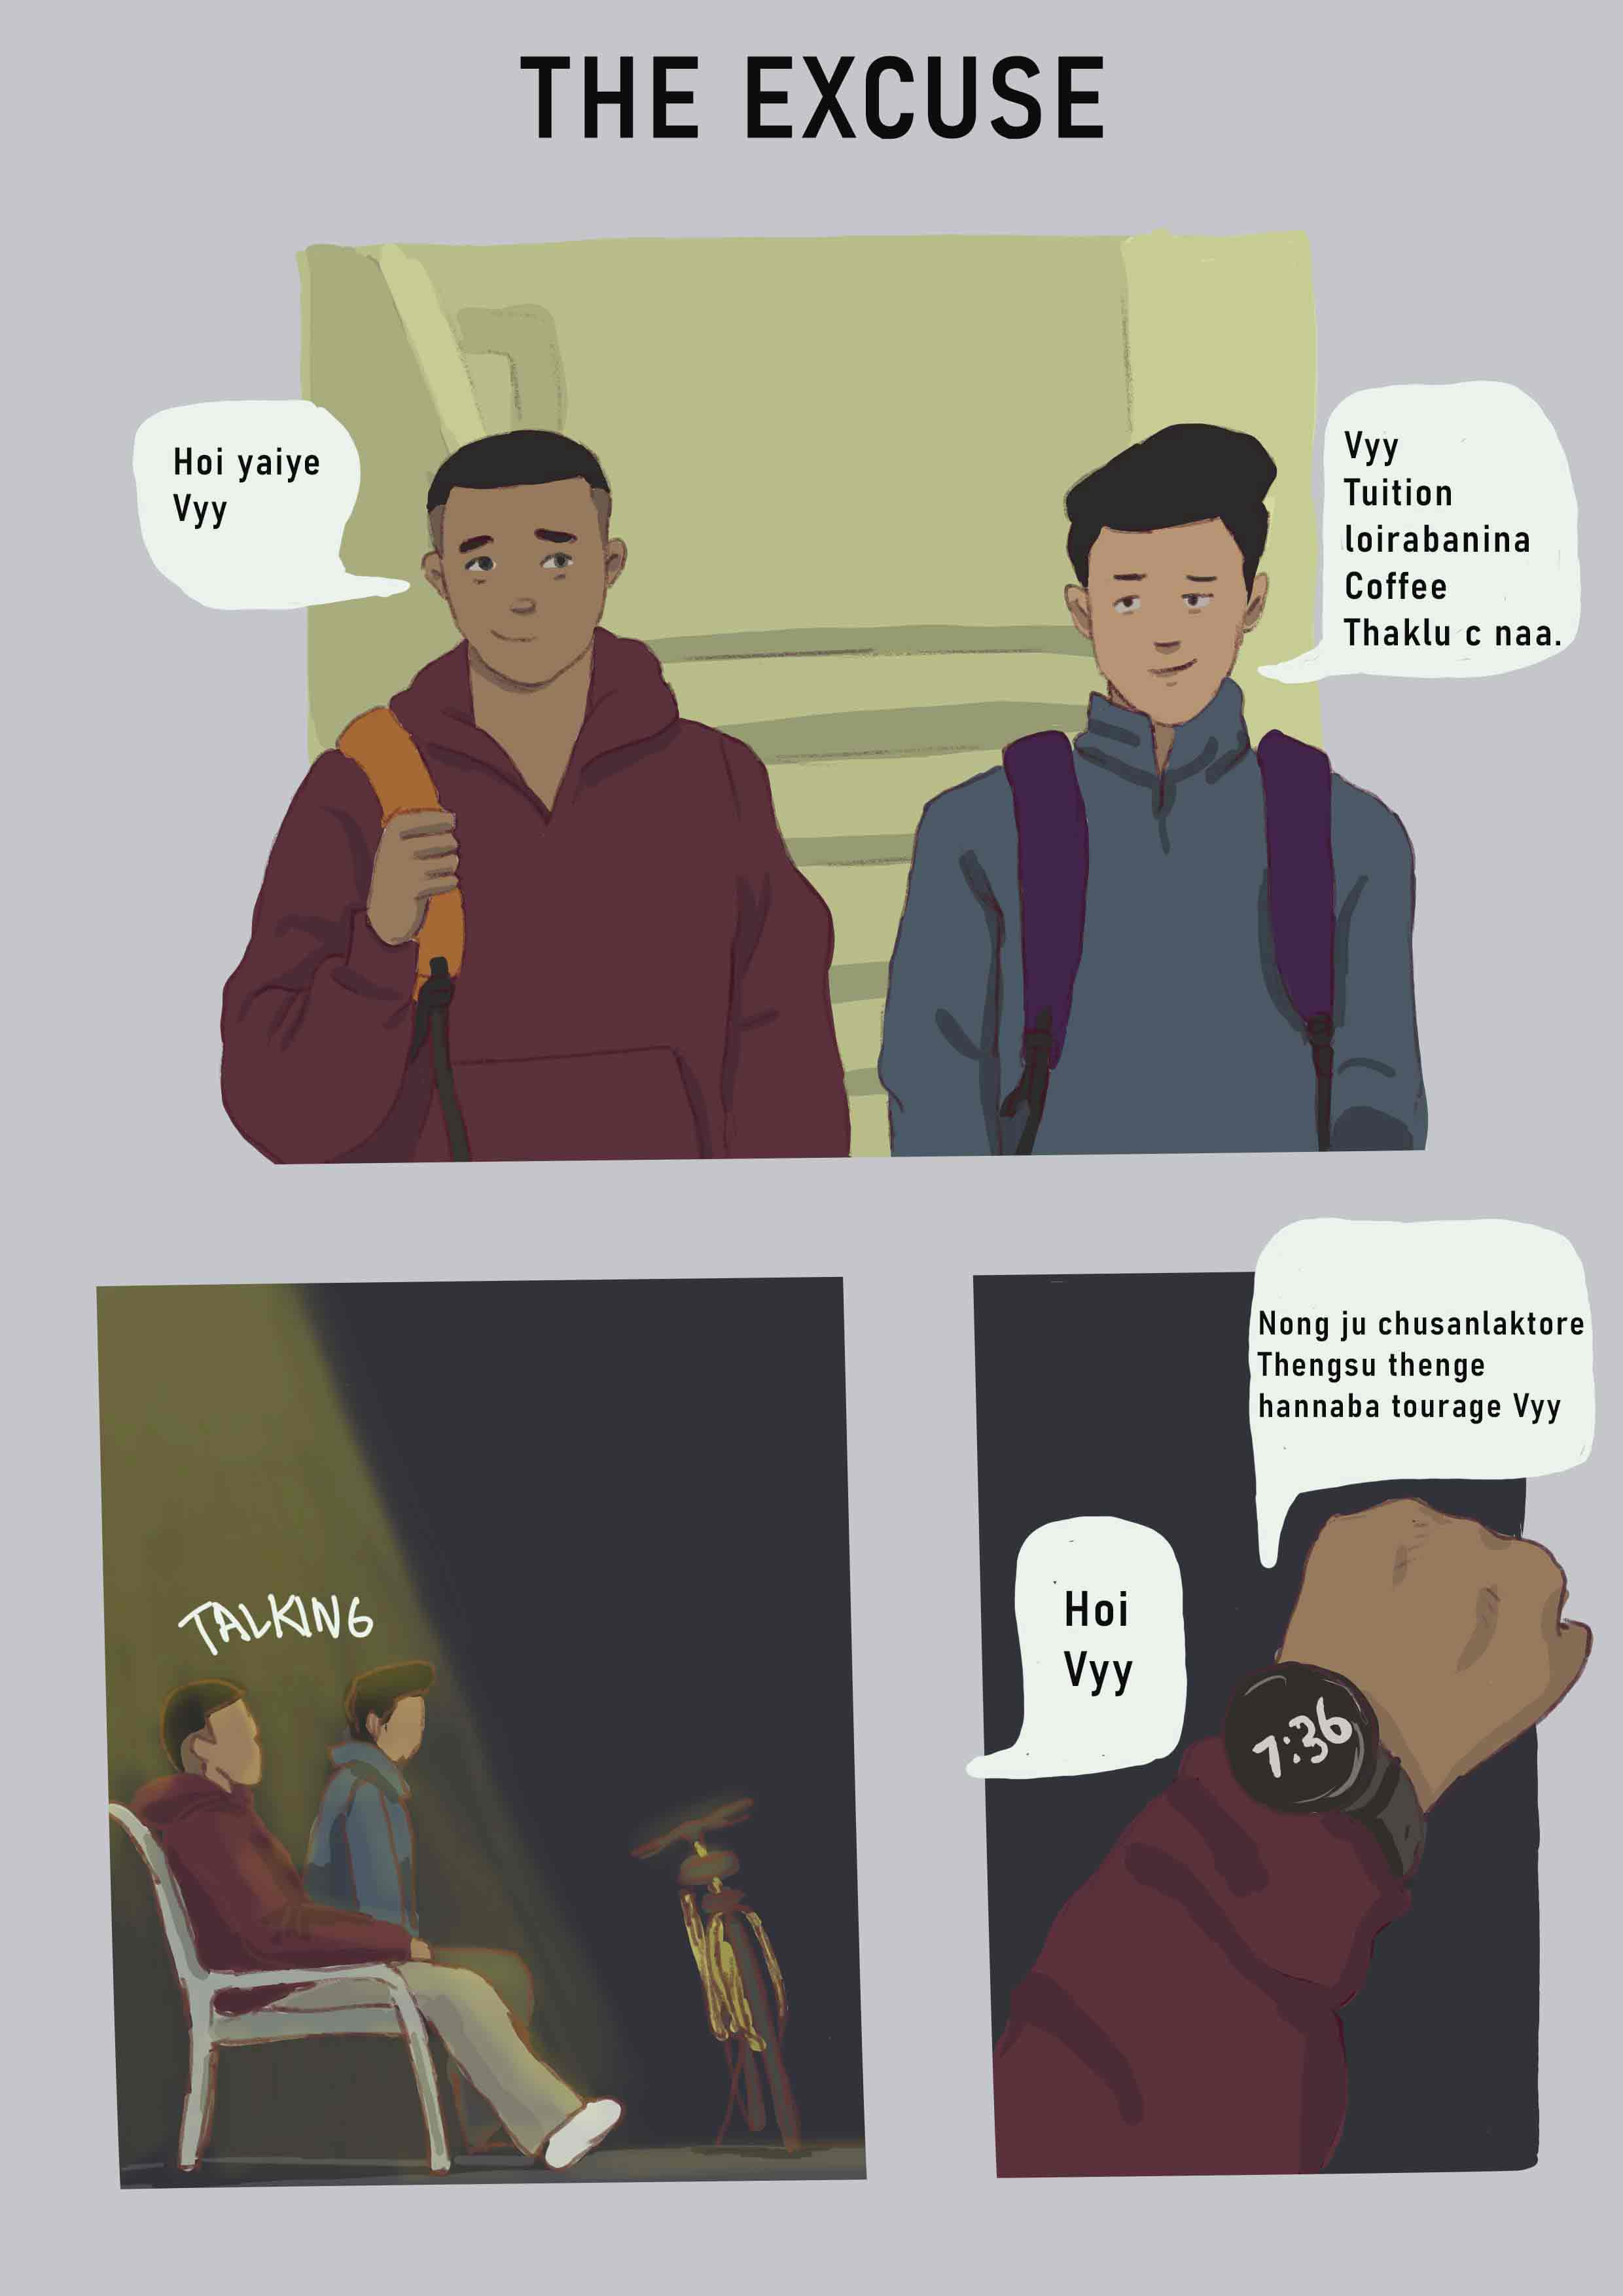 THE EXCUSE
Hoi yaiye
Vyy
Vyy
Tuition
loirabanina
Coffee
Thaklu c naa.
TALKING
Nong ju chusanlaktore
Thengsu thenge
hannaba tourage Vyy
Hoi
Vyy
7:36